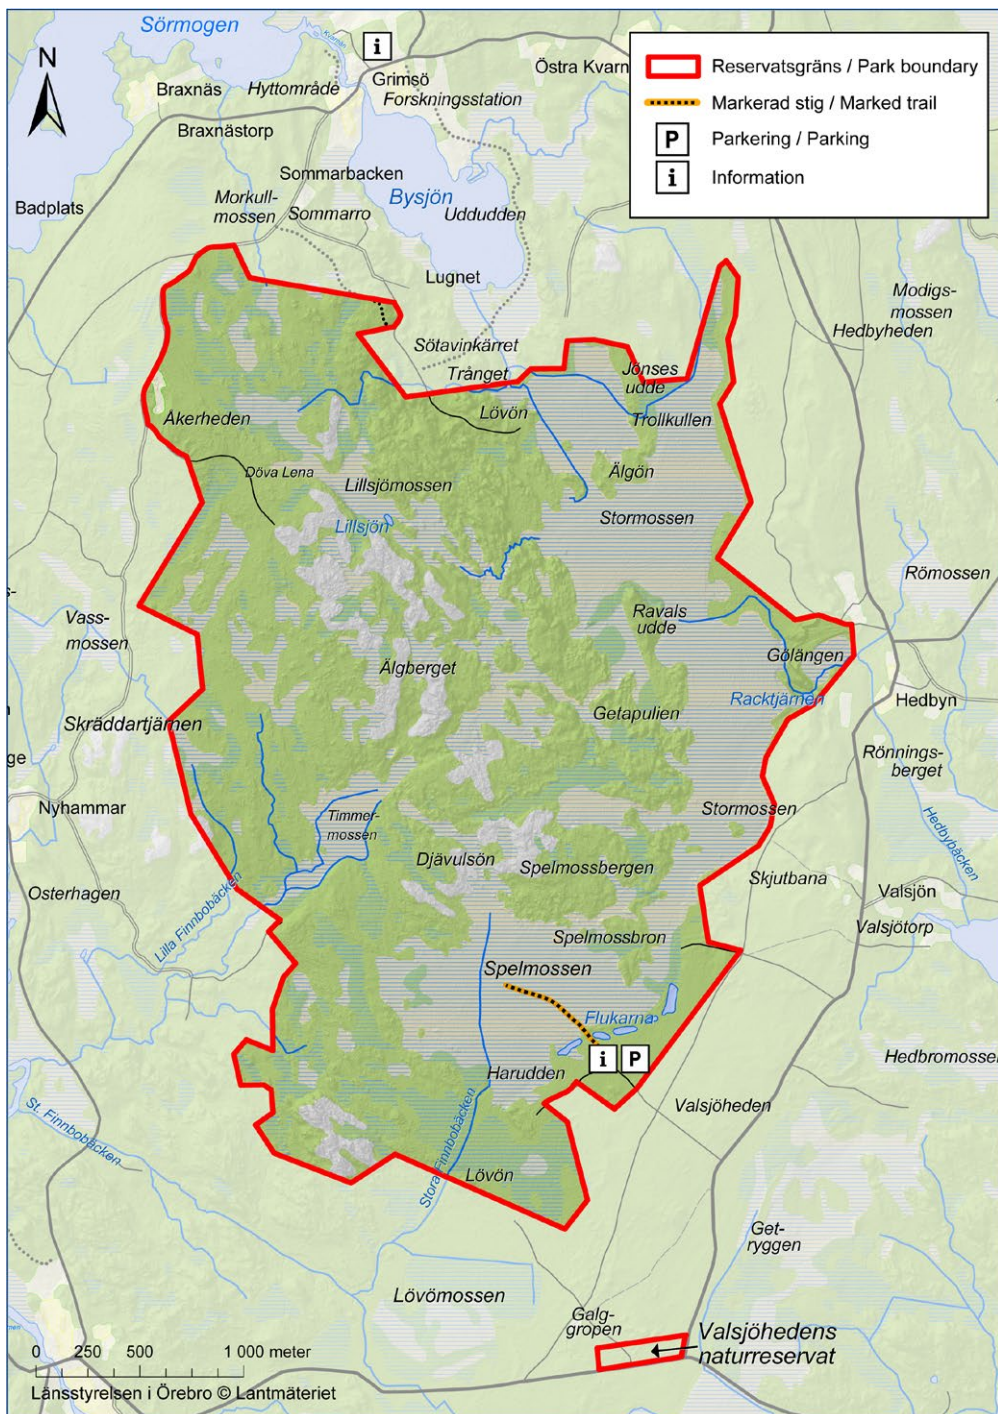 Sörmogen
N
Braxnäs
Hyttområde
Grimsö
Forskningsstation
Östra Kvarn
Braxnästorp
Sommarbacken
Badplats
Morkull-
mossen
Sommarro
Bysjön
Uddudden
Lugnet
Reservatsgräns / Park boundary
Markerad stig / Marked trail
P
Parkering / Parking
i
Information
i
Modigs-
mossen
Hedbyheden
Sötavinkärret
Trånget
Jönses
udde
Åkerheden
Lövön
Trollkullen
Döva Lena
Lillsjömossen
Älgön
Lillsjön
Stormossen
Römossen
Vass-
mossen
Ravals
udde
Älgberget
Gölängen
Racktjärnen
Hedbyn
Skräddartjärnen
Getapulien
ge
Rönnings-
berget
Nyhammar
Timmer-
mossen
Stormossen
Hedbybäcken
Djävulsön
Spelmossbergen
Osterhagen
Skjutbana
Valsjön
Valsjötorp
Lilla Finnbobäcken
Spelmossbron
Spelmossen
Flukarna
i
P
Harudden
Hedbromossen
Valsjöheden
St. Finnbobäcken
Stora Finnbobäcken
Lövön
Get-
ryggen
Lövömossen
Galg-
gropen
Valsjöhedens
naturreservat
0 250 500 1 000 meter
Länsstyrelsen i Örebro © Lantmäteriet